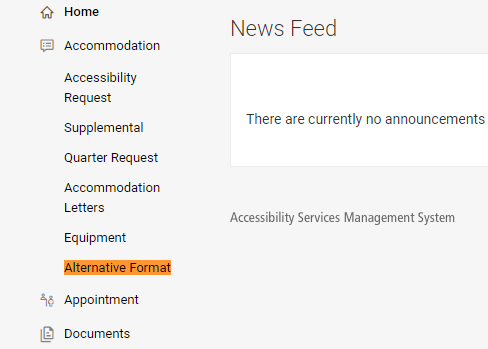 Home
Accommodation
Accessibility
Request
Supplemental
Quarter Request
Accommodation
Letters
Equipment
Alternative Format
Appointment
Documents
News Feed
There are currently no announcements
Accessibility Services Management System